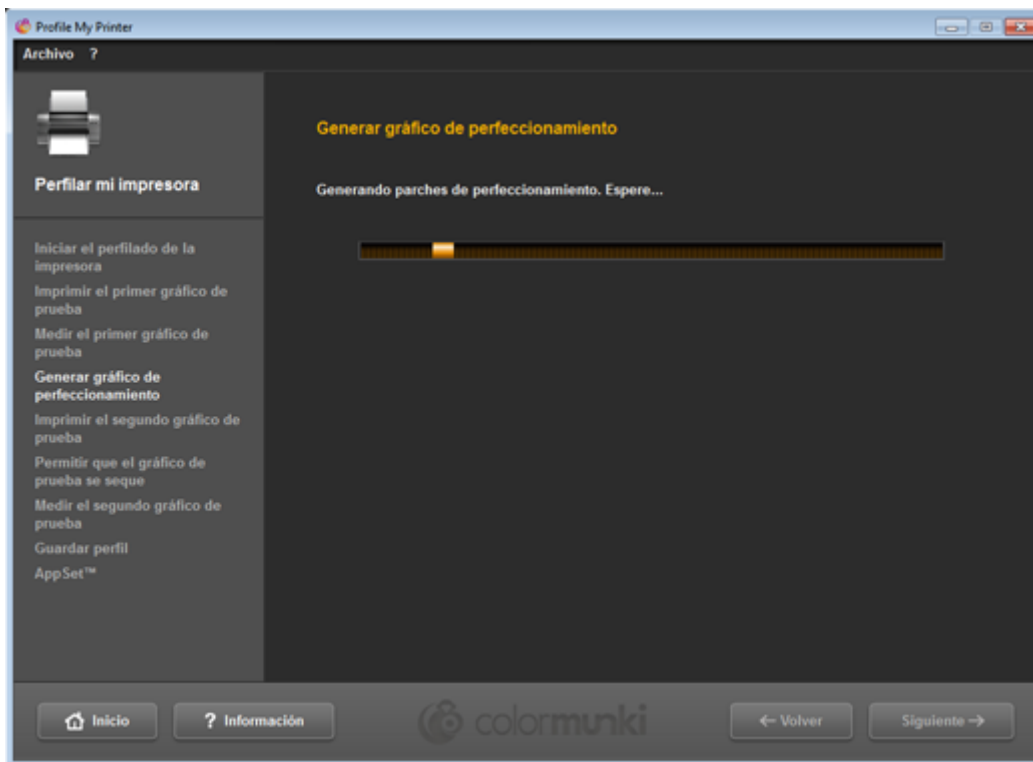 Profile My Printer
Archivo ?
Perfilar mi impresora
Iniciar el perfilado de la
impresora
Imprimir el primer gráfico de
prueba
Medir el primer gráfico de
prueba
Generar gráfico de
perfeccionamiento
Imprimir el segundo gráfico de
prueba
Permitir que el gráfico de
prueba se seque
Medir el segundo gráfico de
prueba
Guardar perfil
AppSet™
Generar gráfico de perfeccionamiento
Generando parches de perfeccionamiento. Espere...
Inicio
? Información
colormunki
← Volver
Siguiente →